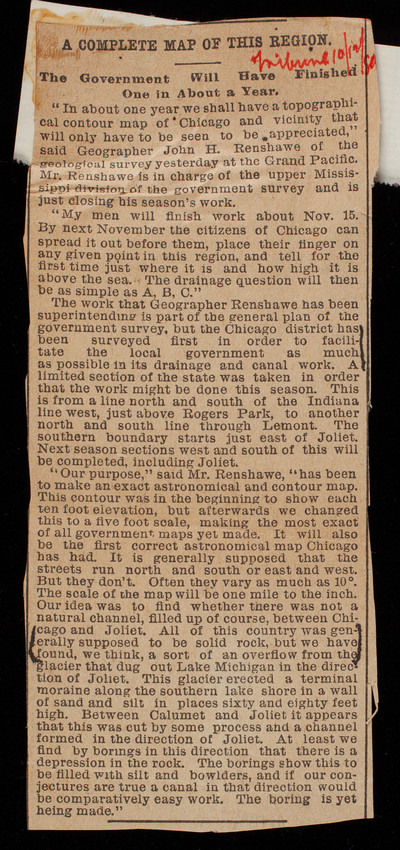 A COMPLETE MAP OF THIS REGION.
Tribune 10/12/
The Government Will Have Finished
One in About a Year.
"In about one year we shall have a topographi-
cal contour map of Chicago and vicinity that
will only have to be seen to be appreciated,"
said Geographer John H. Renshawe of the
geological survey yesterday at the Grand Pacific.
Mr. Renshawe is in charge of the upper Missis-
sippi division of the government survey and is
just closing his season's work.
"My men will finish work about Nov. 15.
By next November the citizens of Chicago can
spread it out before them, place their finger on
any given point in this region, and tell for the
first time just where it is and how high it is
above the sea. The drainage question will then
be as simple as A, B, C."
The work that Geographer Renshawe has been
superintending is part of the general plan of the
government survey, but the Chicago district has
been surveyed first in order to facili-
tate the local government as much
as possible in its drainage and canal work. A
limited section of the state was taken in order
that the work might be done this season. This
is from a line north and south of the Indiana
line west, just above Rogers Park, to another
north and south line through Lemont. The
southern boundary starts just east of Joliet.
Next season sections west and south of this will
be completed, including Joliet.
"Our purpose," said Mr. Renshawe, "has been
to make an exact astronomical and contour map.
This contour was in the beginning to show each
ten foot elevation, but afterwards we changed
this to a five foot scale, making the most exact
of all government maps yet made. It will also
be the first correct astronomical map Chicago
has had. It is generally supposed that the
streets run north and south or east and west.
But they don't. Often they vary as much as 10°.
The scale of the map will be one mile to the inch.
Our idea was to find whether there was not a
natural channel, filled up of course, between Chi-
cago and Joliet. All of this country was gen-
erally supposed to be solid rock, but we have
found, we think, a sort of an overflow from the
glacier that dug out Lake Michigan in the direc-
tion of Joliet. This glacier erected a terminal
moraine along the southern lake shore in a wall
of sand and silt in places sixty and eighty feet
high. Between Calumet and Joliet it appears
that this was cut by some process and a channel
formed in the direction of Joliet. At least we
find by borings in this direction that there is a
depression in the rock. The borings show this to
be filled with silt and bowlders, and if our con-
jectures are true a canal in that direction would
be comparatively easy work. The boring is yet
being made."